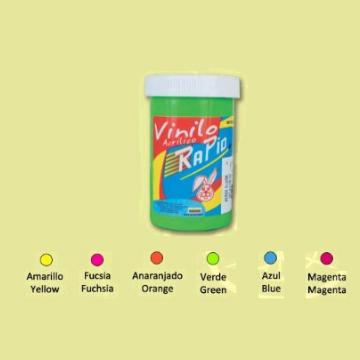 Vinilo
Acrílico
RaPid
Amarillo
Yellow
Fucsia
Fuchsia
Anaranjado
Orange
Verde
Green
Azul
Blue
Magenta
Magenta